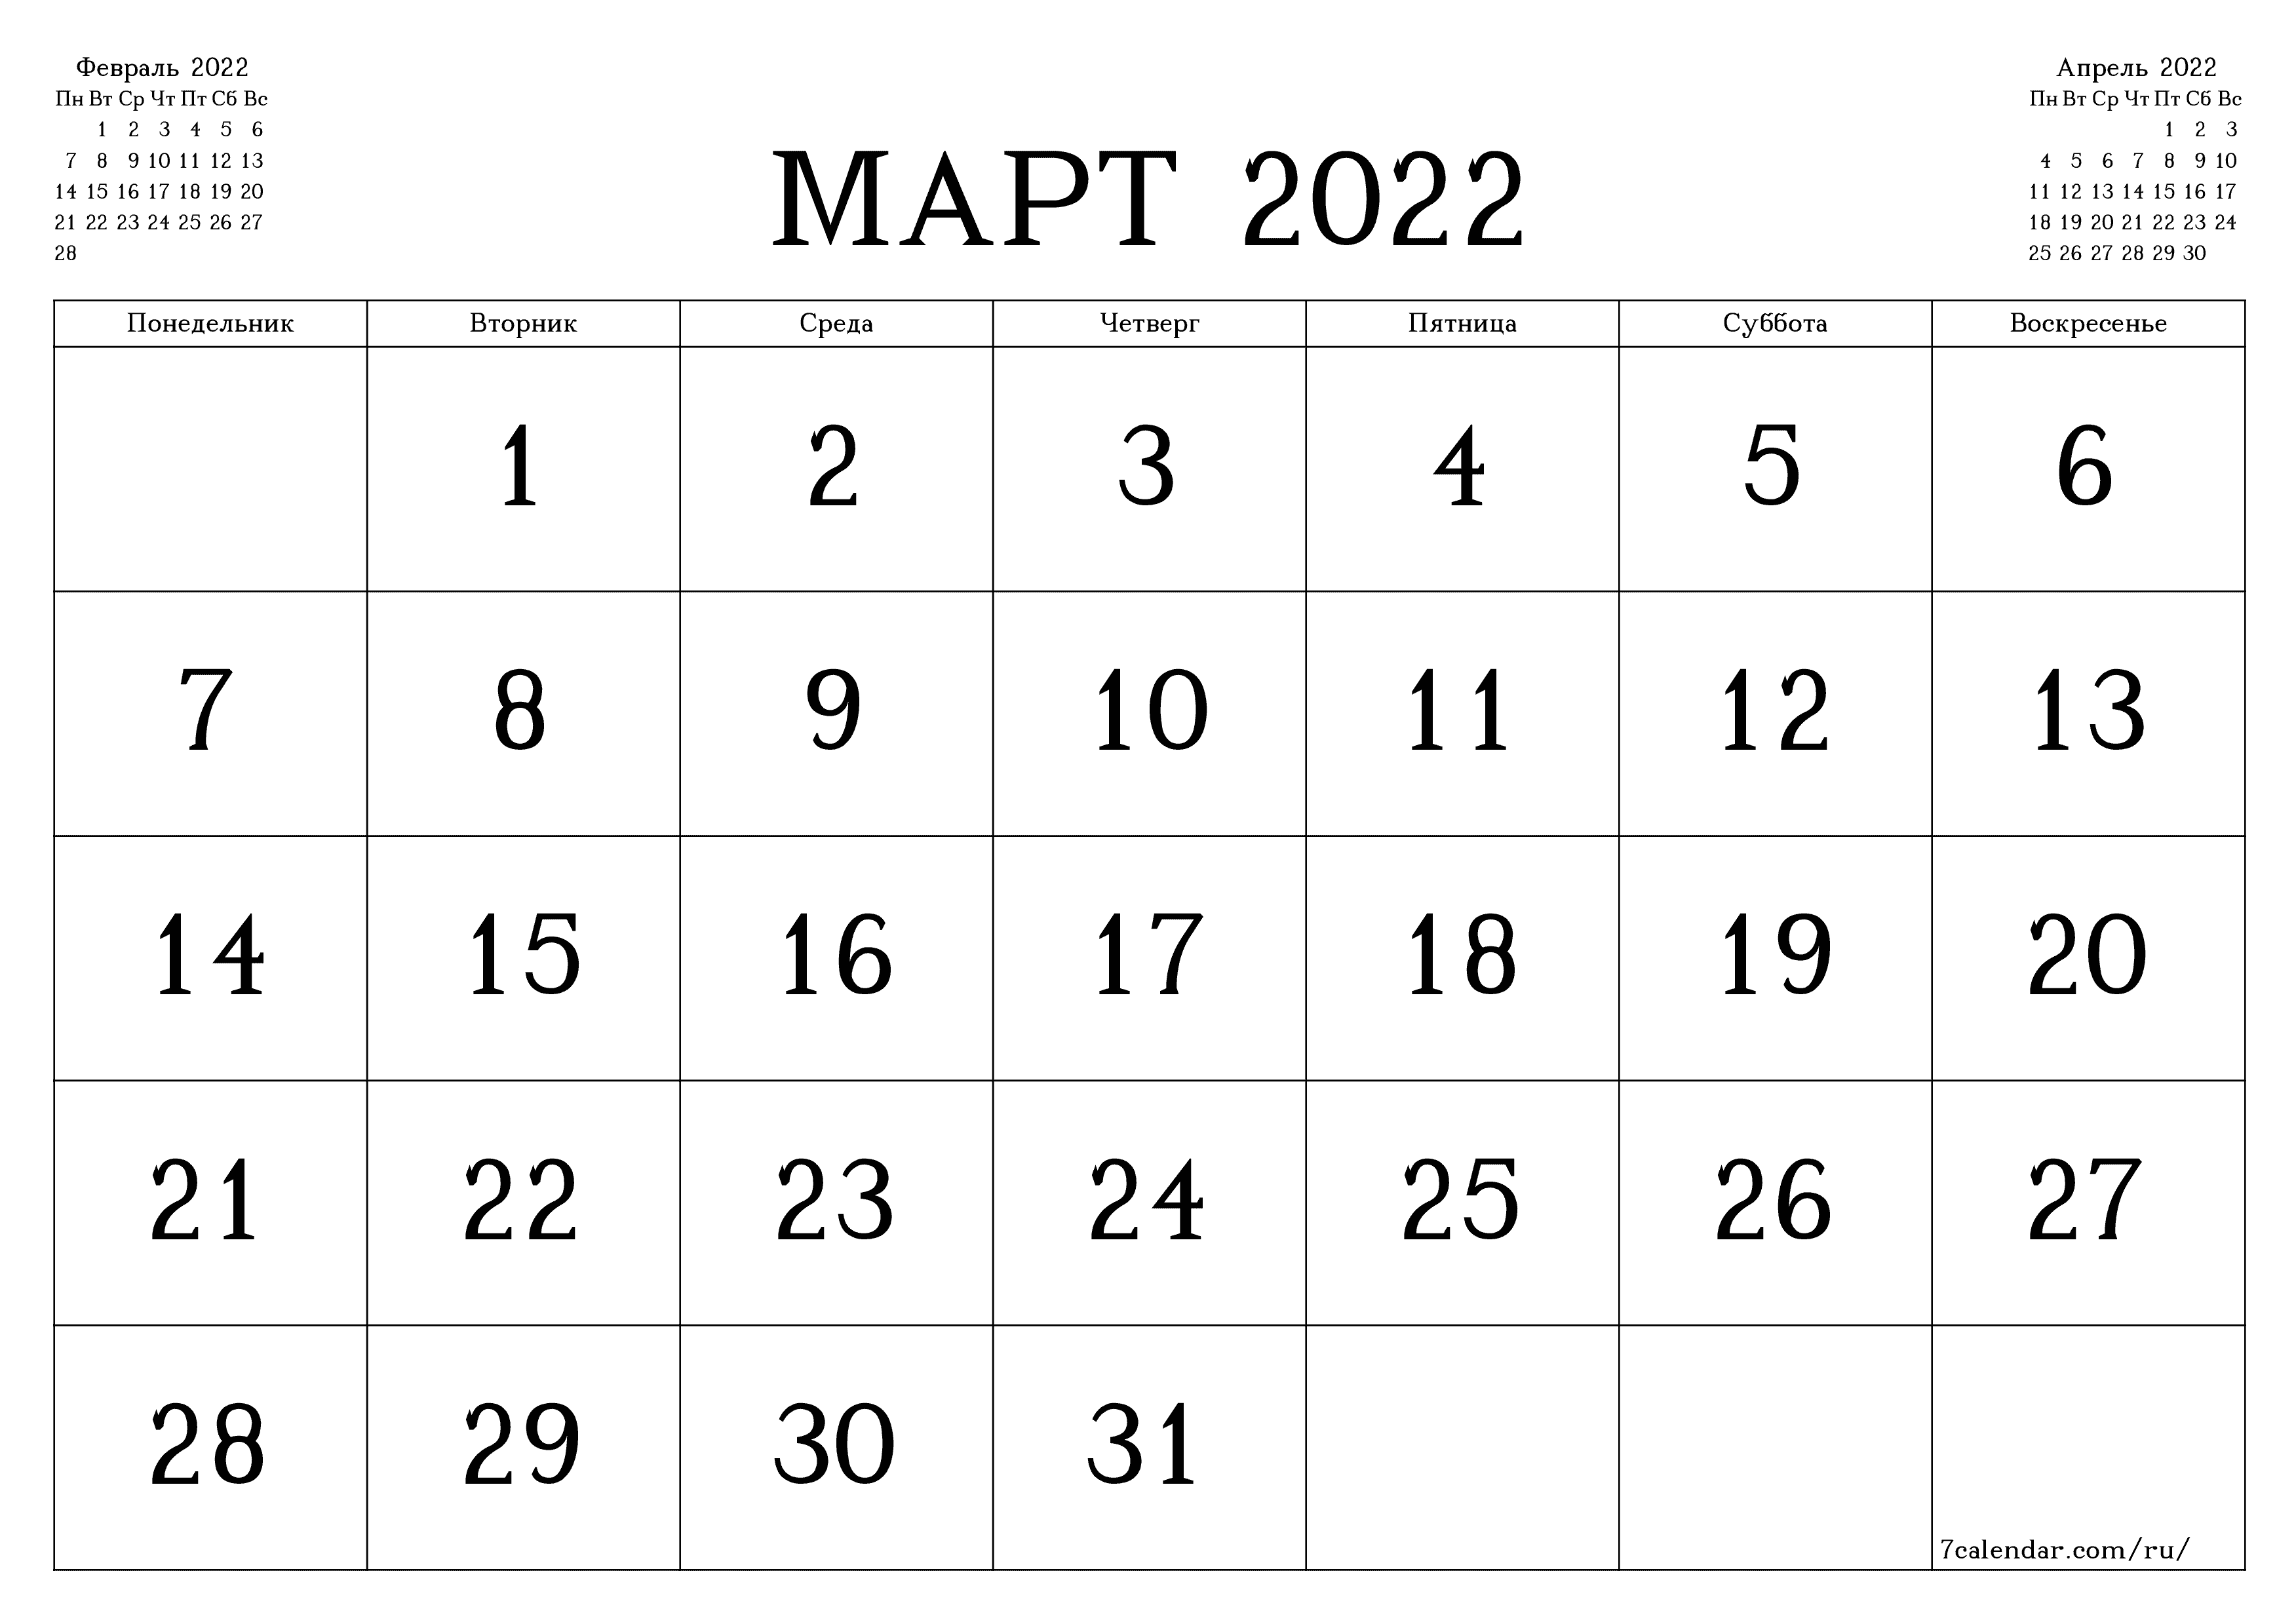 Февраль 2022
Пн Вт Ср Чт Пт Сб Вс
1 2 3 4 5 6
7 8 9 10 11 12 13
14 15 16 17 18 19 20
21 22 23 24 25 26 27
28
МАРТ 2022
Апрель 2022
Пн Вт Ср Чт Пт Сб Вс
1 2 3
4 5 6 7 8 9 10
11 12 13 14 15 16 17
18 19 20 21 22 23 24
25 26 27 28 29 30
Понедельник Вторник Среда Четверг Пятница Суббота Воскресенье
1 2 3 4 5 6
7 8 9 10 11 12 13
14 15 16 17 18 19 20
21 22 23 24 25 26 27
28 29 30 31
7calendar.com/ru/